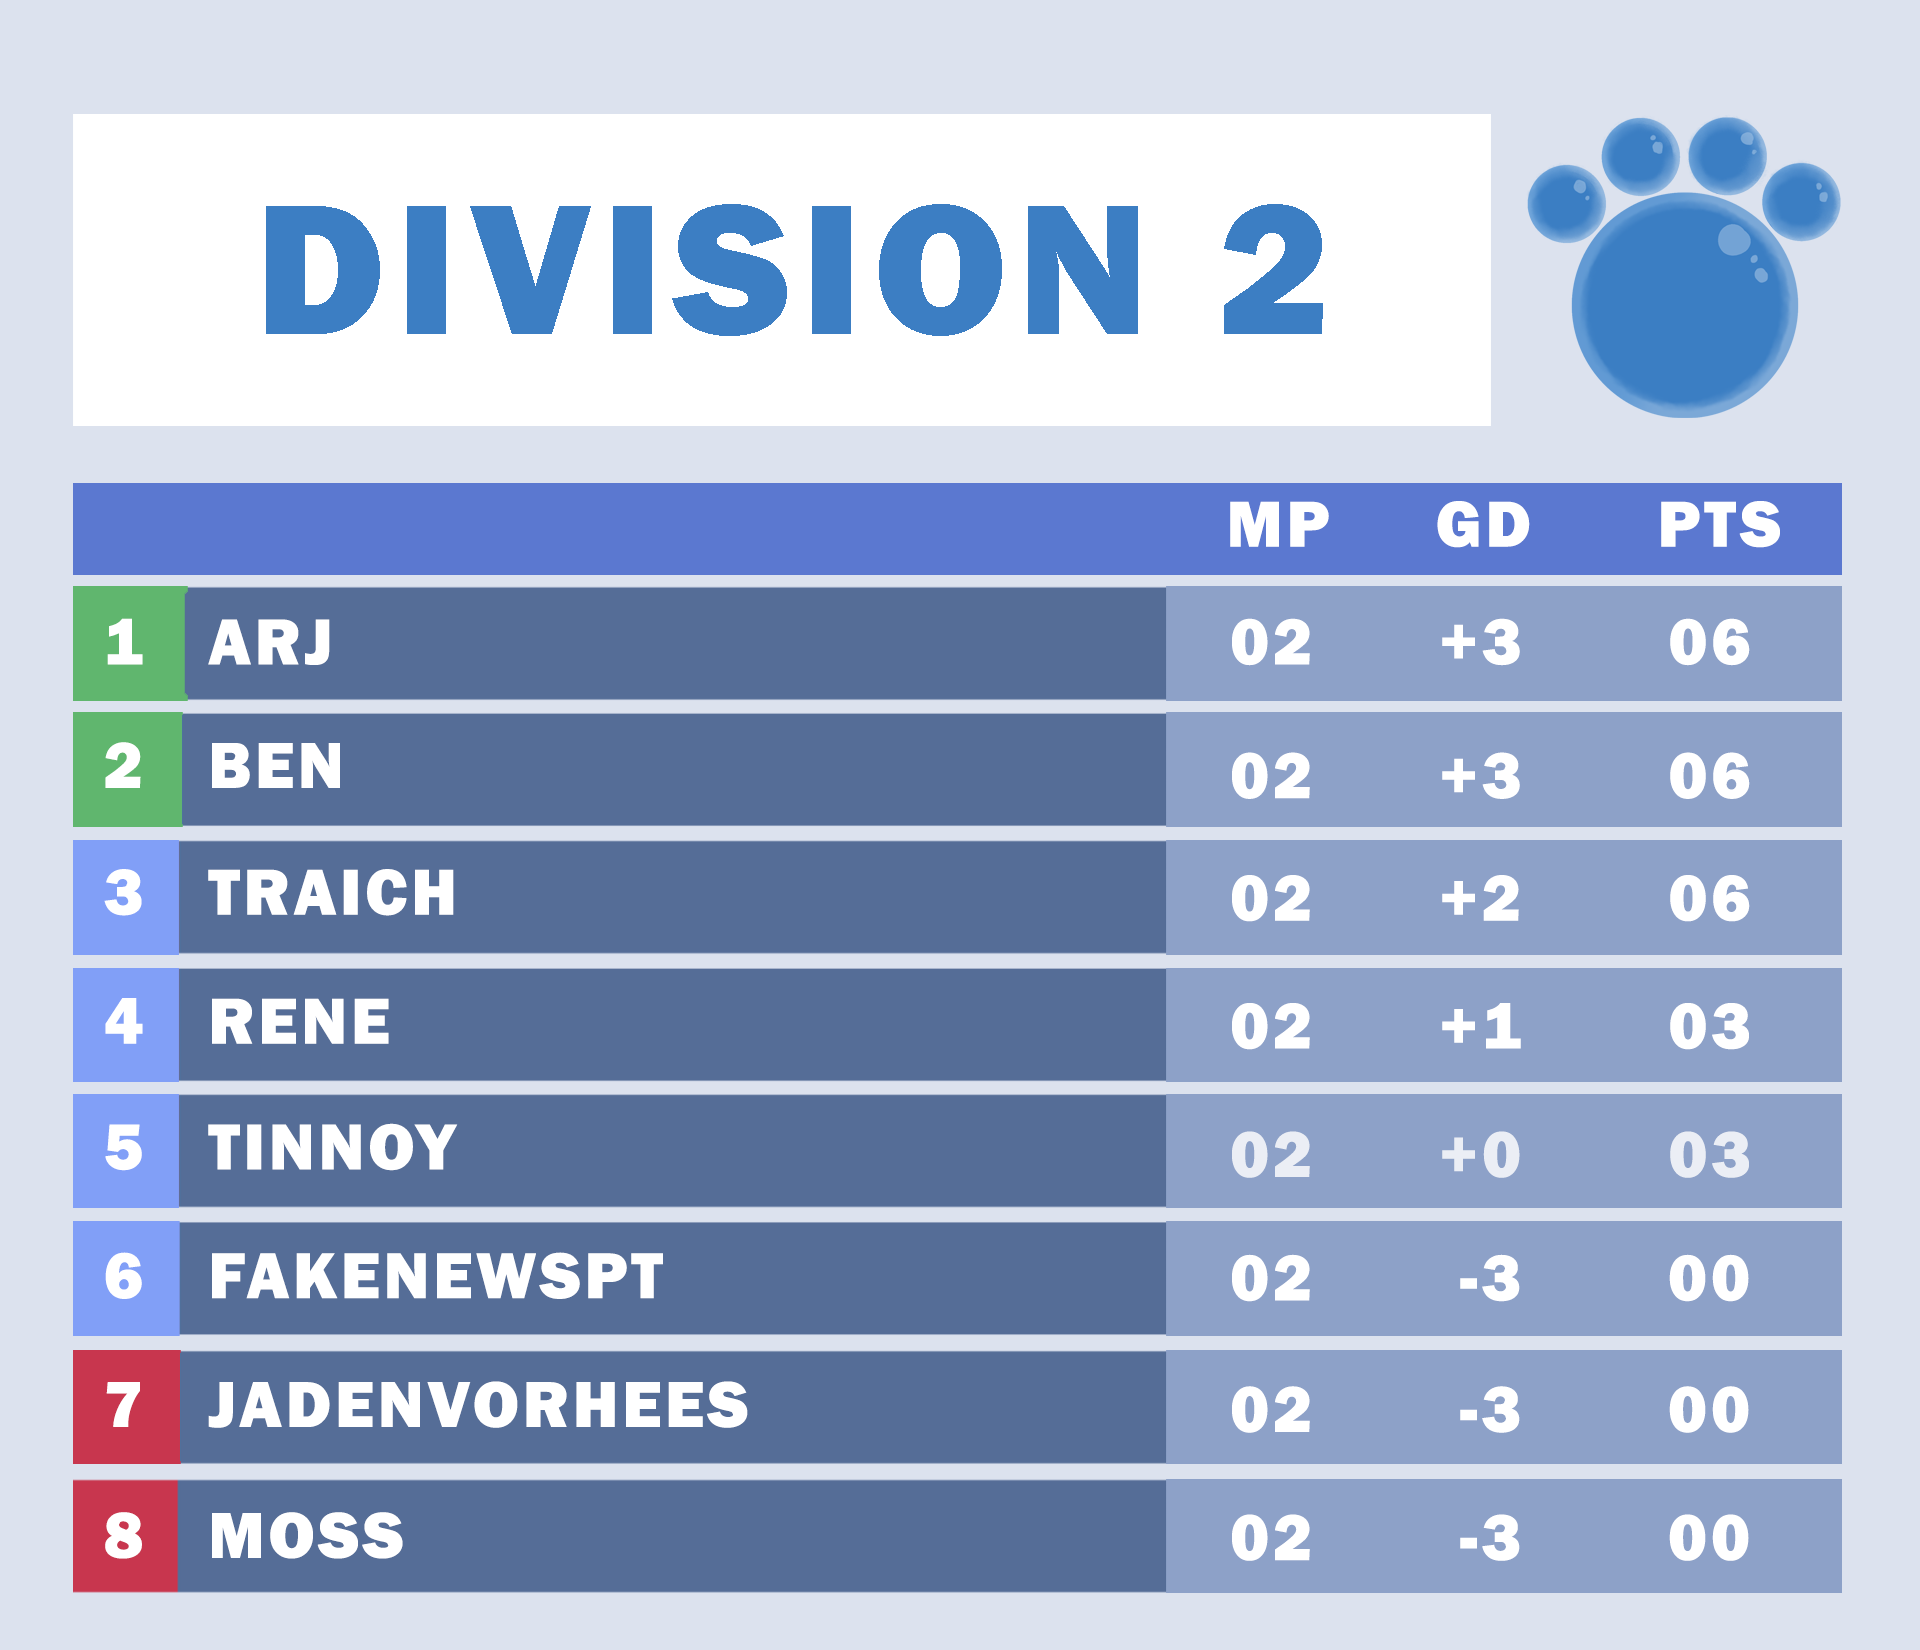 DIVISION 2
MP GD PTS
1 ARJ 02 +3 06
2 BEN 02 +3 06
3 TRAICH 02 +2 06
4 RENE 02 +1 03
5 TINNOY 02 +0 03
6 FAKENEWSPT 02 -3 00
7 JADENVORHEES 02 -3 00
8 MOSS 02 -3 00